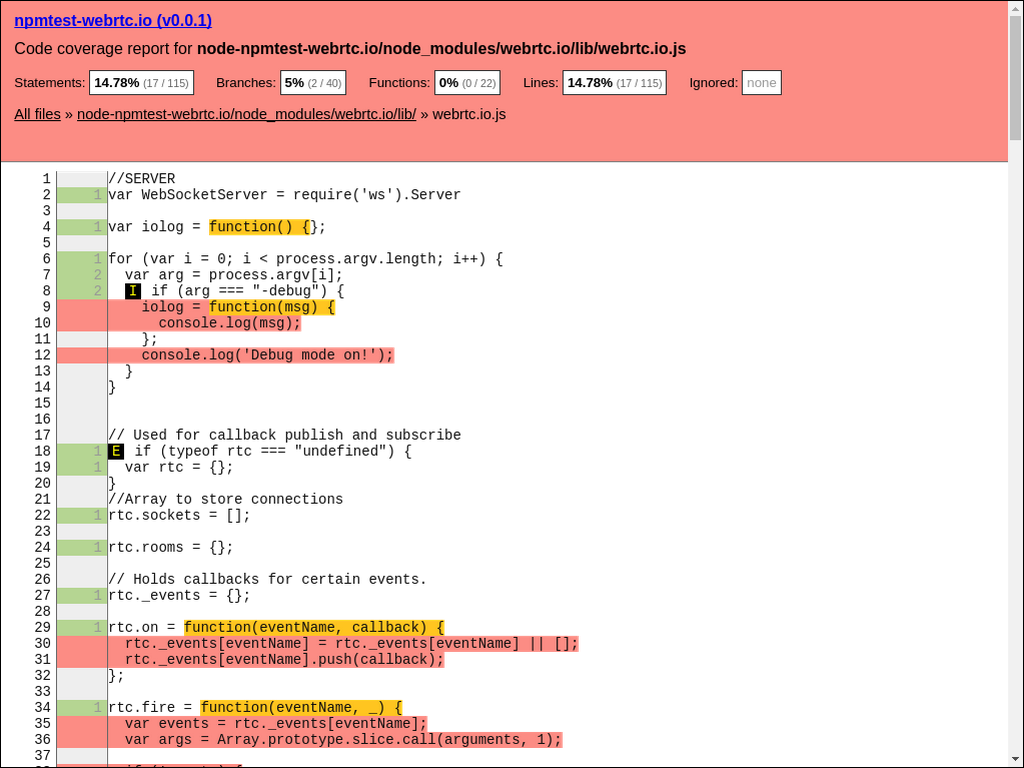 npmtest-webrtc.io (v0.0.1)
Code coverage report for node-npmtest-webrtc.io/node_modules/webrtc.io/lib/webrtc.io.js
Statements: 14.78% (17 / 115) Branches: 5% (2 / 40) Functions: 0% (0 / 22) Lines: 14.78% (17 / 115) Ignored: none
All files » node-npmtest-webrtc.io/node_modules/webrtc.io/lib/ » webrtc.io.js
1 //SERVER
2 1 var WebSocketServer = require('ws').Server
3
4 1 var iolog = function() {};
5
6 1 for (var i = 0; i < process.argv.length; i++) {
7 2 var arg = process.argv[i];
8 2 I if (arg === "-debug") {
9 iolog = function(msg) {
10 console.log(msg);
11 };
12 console.log('Debug mode on!');
13 }
14 }
15
16
17 // Used for callback publish and subscribe
18 1 E if (typeof rtc === "undefined") {
19 1 var rtc = {};
20 }
21 //Array to store connections
22 1 rtc.sockets = [];
23
24 1 rtc.rooms = {};
25
26 // Holds callbacks for certain events.
27 1 rtc._events = {};
28
29 1 rtc.on = function(eventName, callback) {
30 rtc._events[eventName] = rtc._events[eventName] || [];
31 rtc._events[eventName].push(callback);
32 };
33
34 1 rtc.fire = function(eventName, _) {
35 var events = rtc._events[eventName];
36 var args = Array.prototype.slice.call(arguments, 1);
37